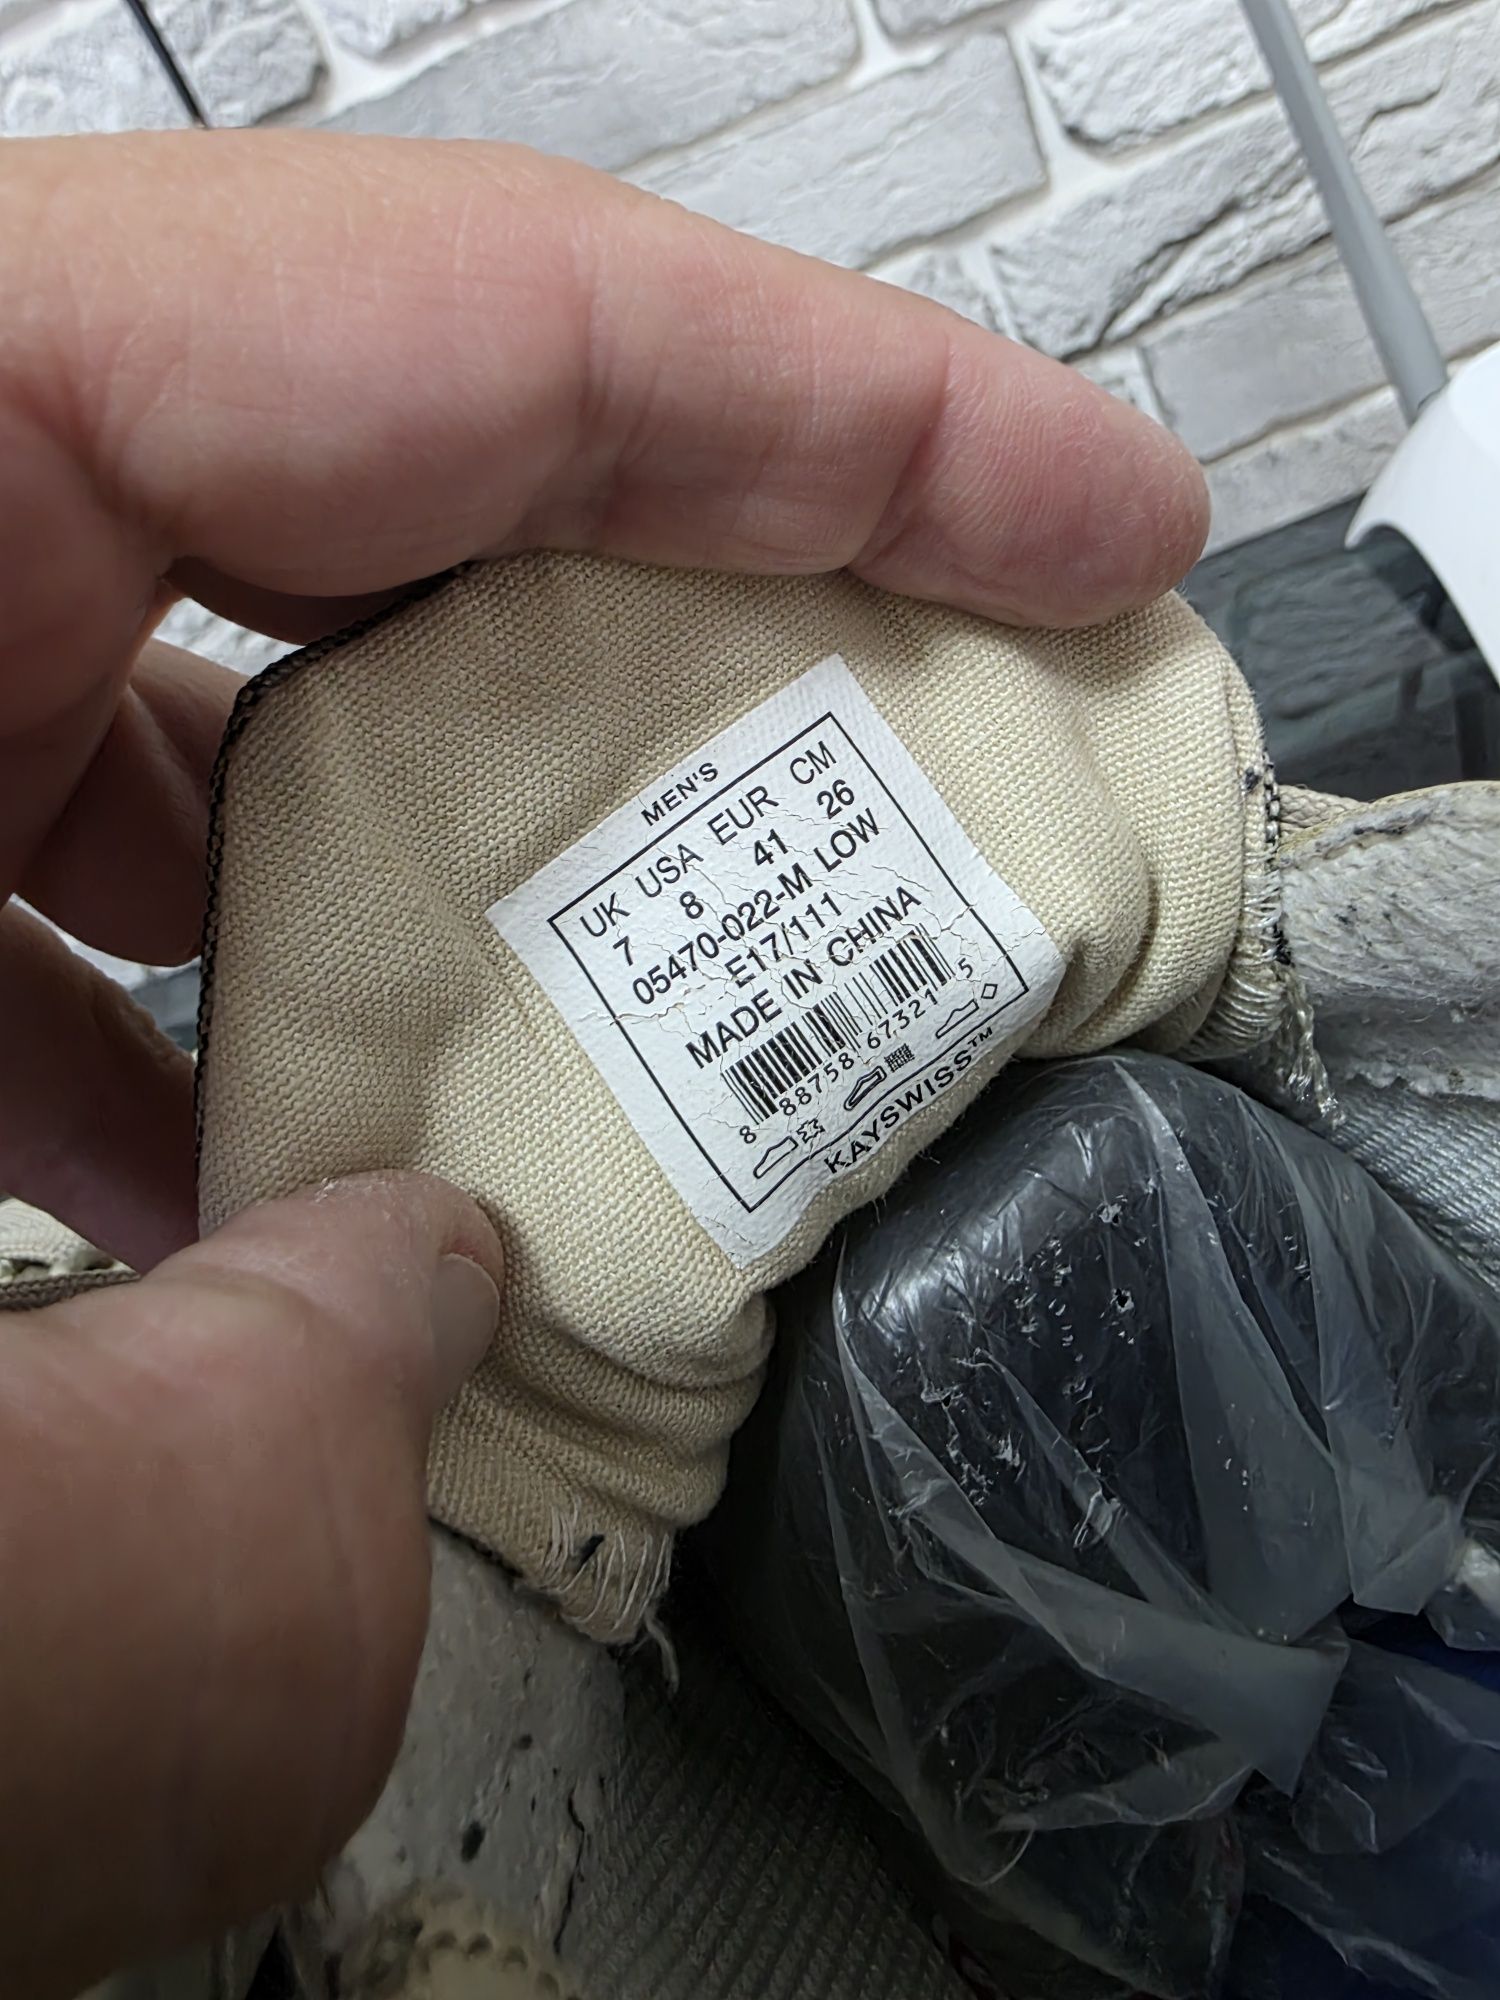 MEN'S
UK USA EUR CM
7 8 41 26
05470-022-M LOW
E17/111
MADE IN CHINA
8 88758 67321 5
KAYSWISS™